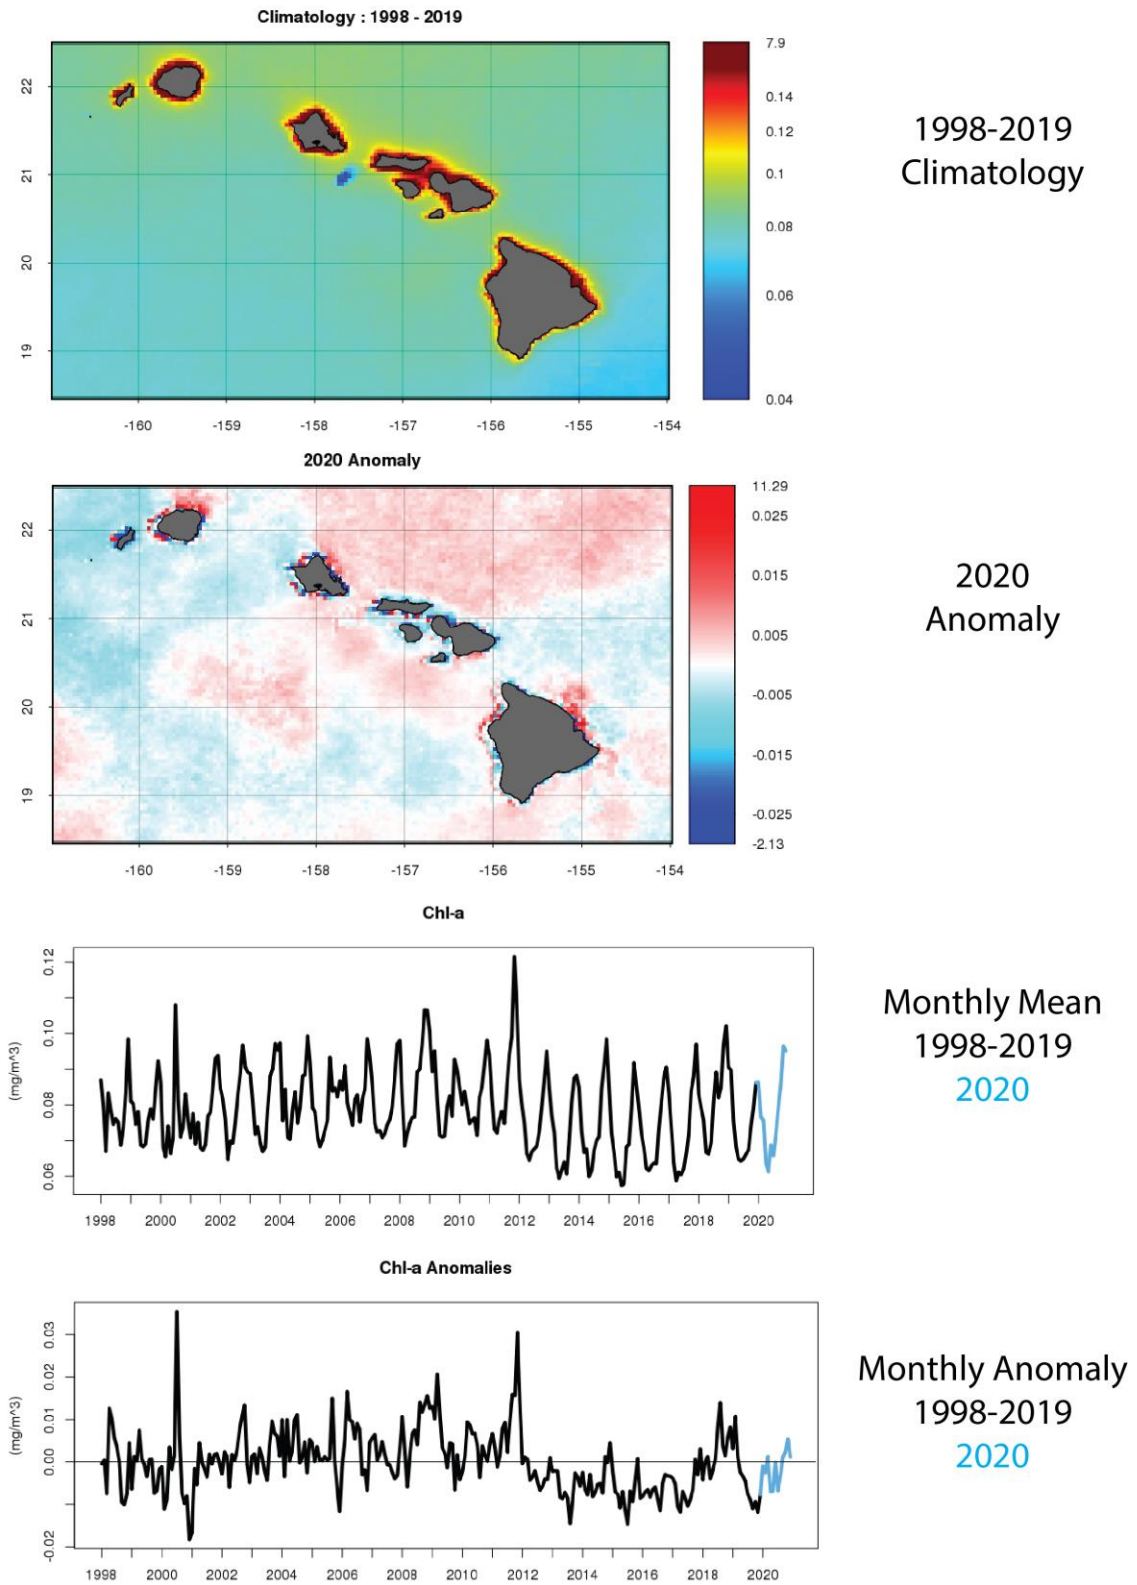 Climatology : 1998 - 2019
22
21
20
19
-160 -159 -158 -157 -156 -155 -154
7.9
0.14
0.12
0.1
0.08
0.06
0.04
1998-2019
Climatology
2020 Anomaly
22
21
20
19
-160 -159 -158 -157 -156 -155 -154
11.29
0.025
0.015
0.005
-0.005
-0.015
-0.025
-2.13
2020
Anomaly
Chl-a
(mg/m^3)
0.12
0.10
0.08
0.06
1998 2000 2002 2004 2006 2008 2010 2012 2014 2016 2018 2020
Monthly Mean
1998-2019
2020
Chl-a Anomalies
(mg/m^3)
0.03
0.02
0.01
0.00
-0.02
1998 2000 2002 2004 2006 2008 2010 2012 2014 2016 2018 2020
Monthly Anomaly
1998-2019
2020